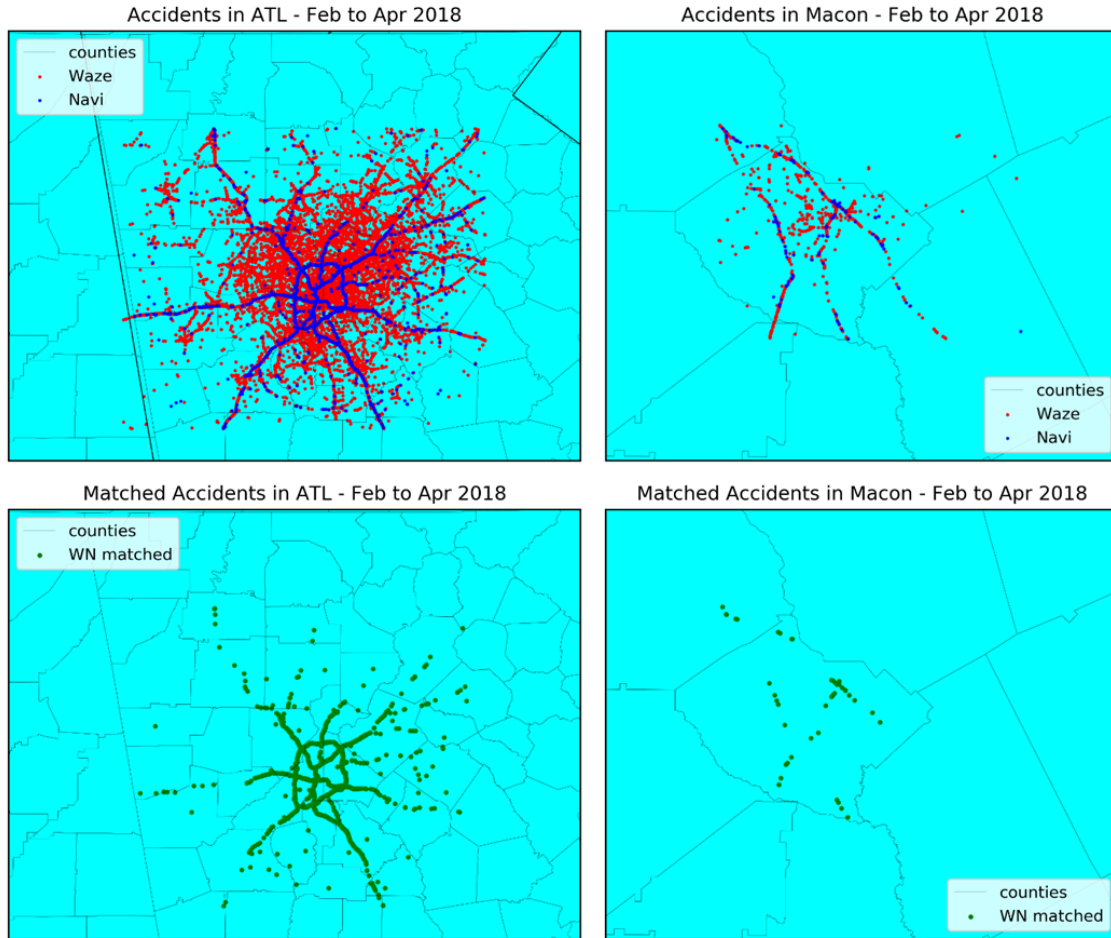 Accidents in ATL - Feb to Apr 2018
counties
Waze
Navi
Accidents in Macon - Feb to Apr 2018
counties
Waze
Navi
Matched Accidents in ATL - Feb to Apr 2018
counties
WN matched
Matched Accidents in Macon - Feb to Apr 2018
counties
WN matched